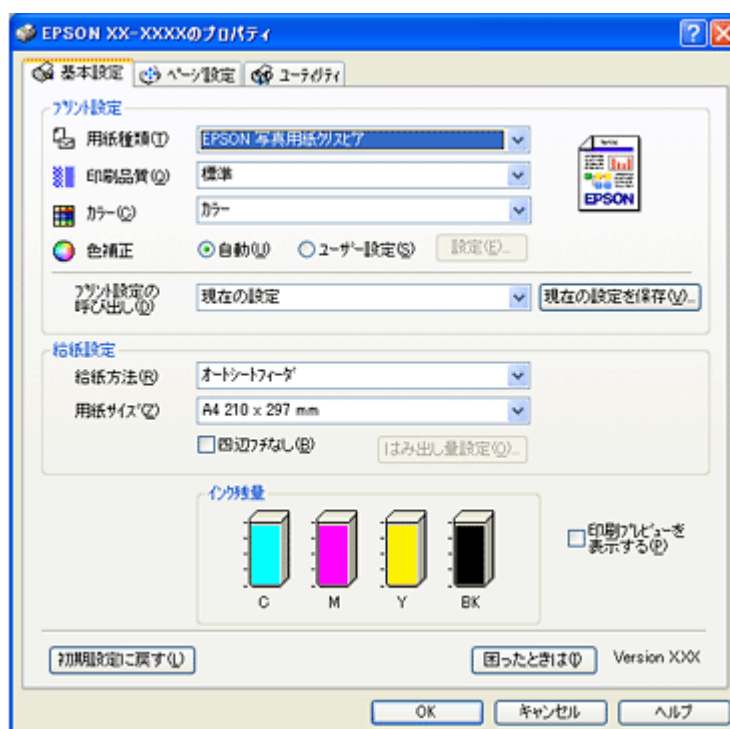 EPSON XX-XXXXのプロパティ
基本設定 ページ設定 ユーティリティ
プリント設定
用紙種類(T) EPSON 写真用紙クリスピア
印刷品質(Q) 標準
カラー(C) カラー
EPSON
色補正 自動(U) ユーザー設定(S) 設定(E)...
プリント設定の
呼び出し(D)
現在の設定 現在の設定を保存(V)...
給紙設定
給紙方法(R) オートシートフィーダ
用紙サイズ(Z) A4 210 x 297 mm
四辺フチなし(B) はみ出し量設定(O)...
インク残量
C M Y BK
印刷プレビューを
表示する(P)
初期設定に戻す(L) 困ったときは(I) Version X.XX
OK キャンセル ヘルプ